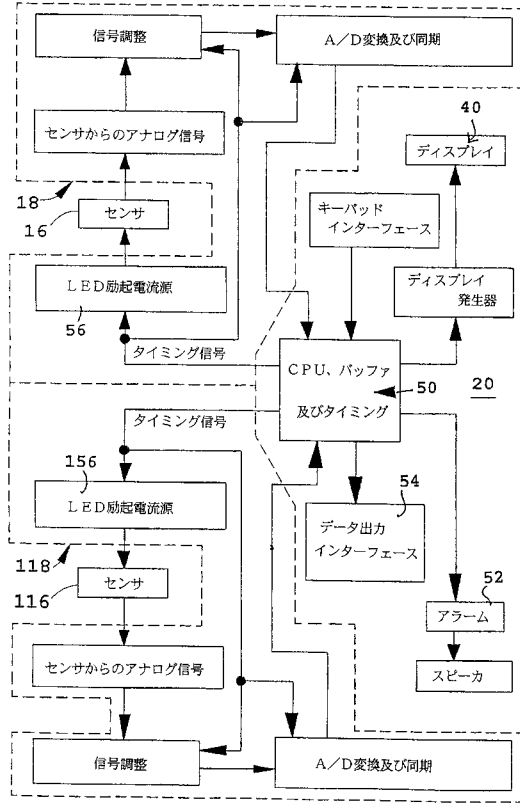 信号調整
A/D変換及び同期
センサからのアナログ信号
40
ディスプレイ
18
16
センサ
キーパッド
インターフェース
LED励起電流源
56
ディスプレイ
発生器
タイミング信号
CPU、バッファ
及びタイミング
50
20
タイミング信号
156
LED励起電流源
54
データ出力
インターフェース
118
116
センサ
52
アラーム
センサからのアナログ信号
スピーカ
信号調整
A/D変換及び同期